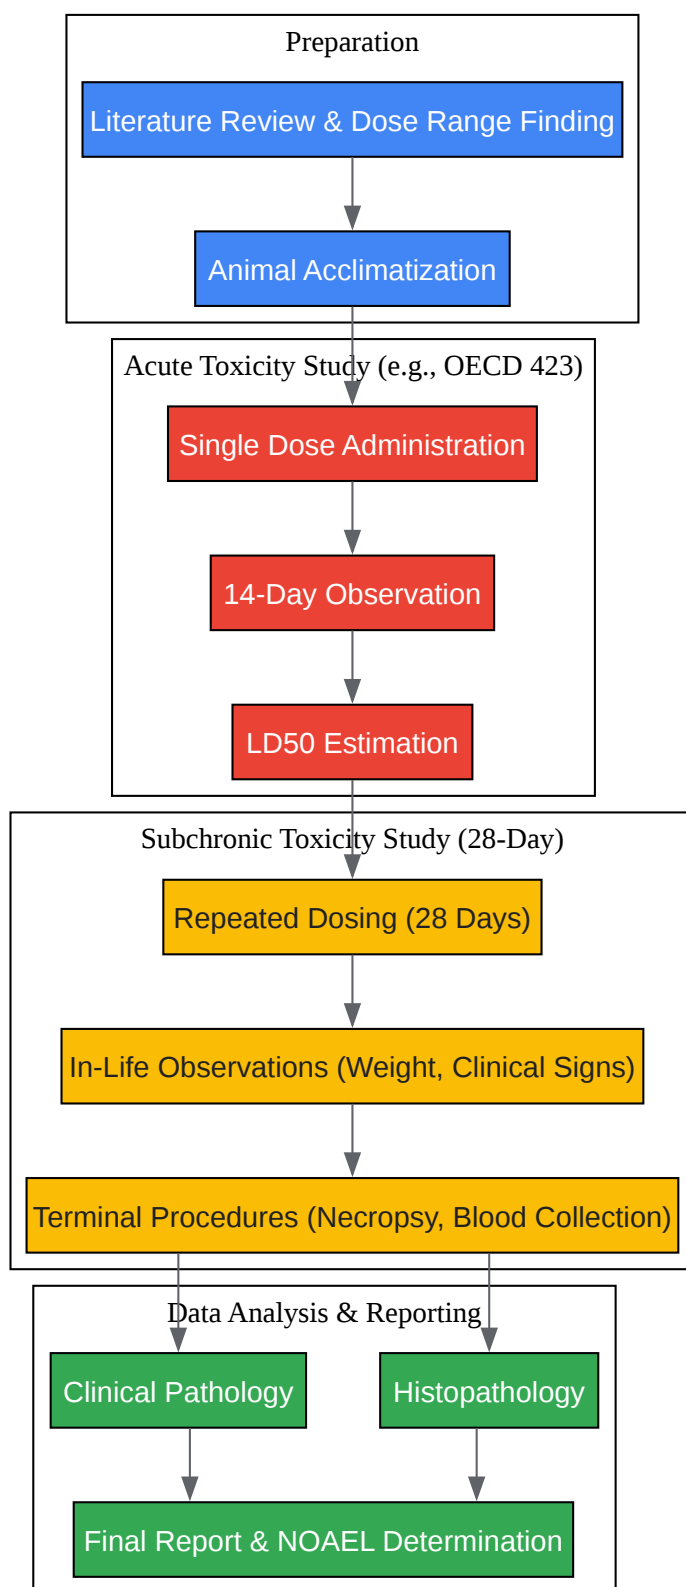 Preparation
Literature Review & Dose Range Finding
Animal Acclimatization
Acute Toxicity Study (e.g., OECD 423)
Single Dose Administration
14-Day Observation
LD50 Estimation
Subchronic Toxicity Study (28-Day)
Repeated Dosing (28 Days)
In-Life Observations (Weight, Clinical Signs)
Terminal Procedures (Necropsy, Blood Collection)
Data Analysis & Reporting
Clinical Pathology
Histopathology
Final Report & NOAEL Determination